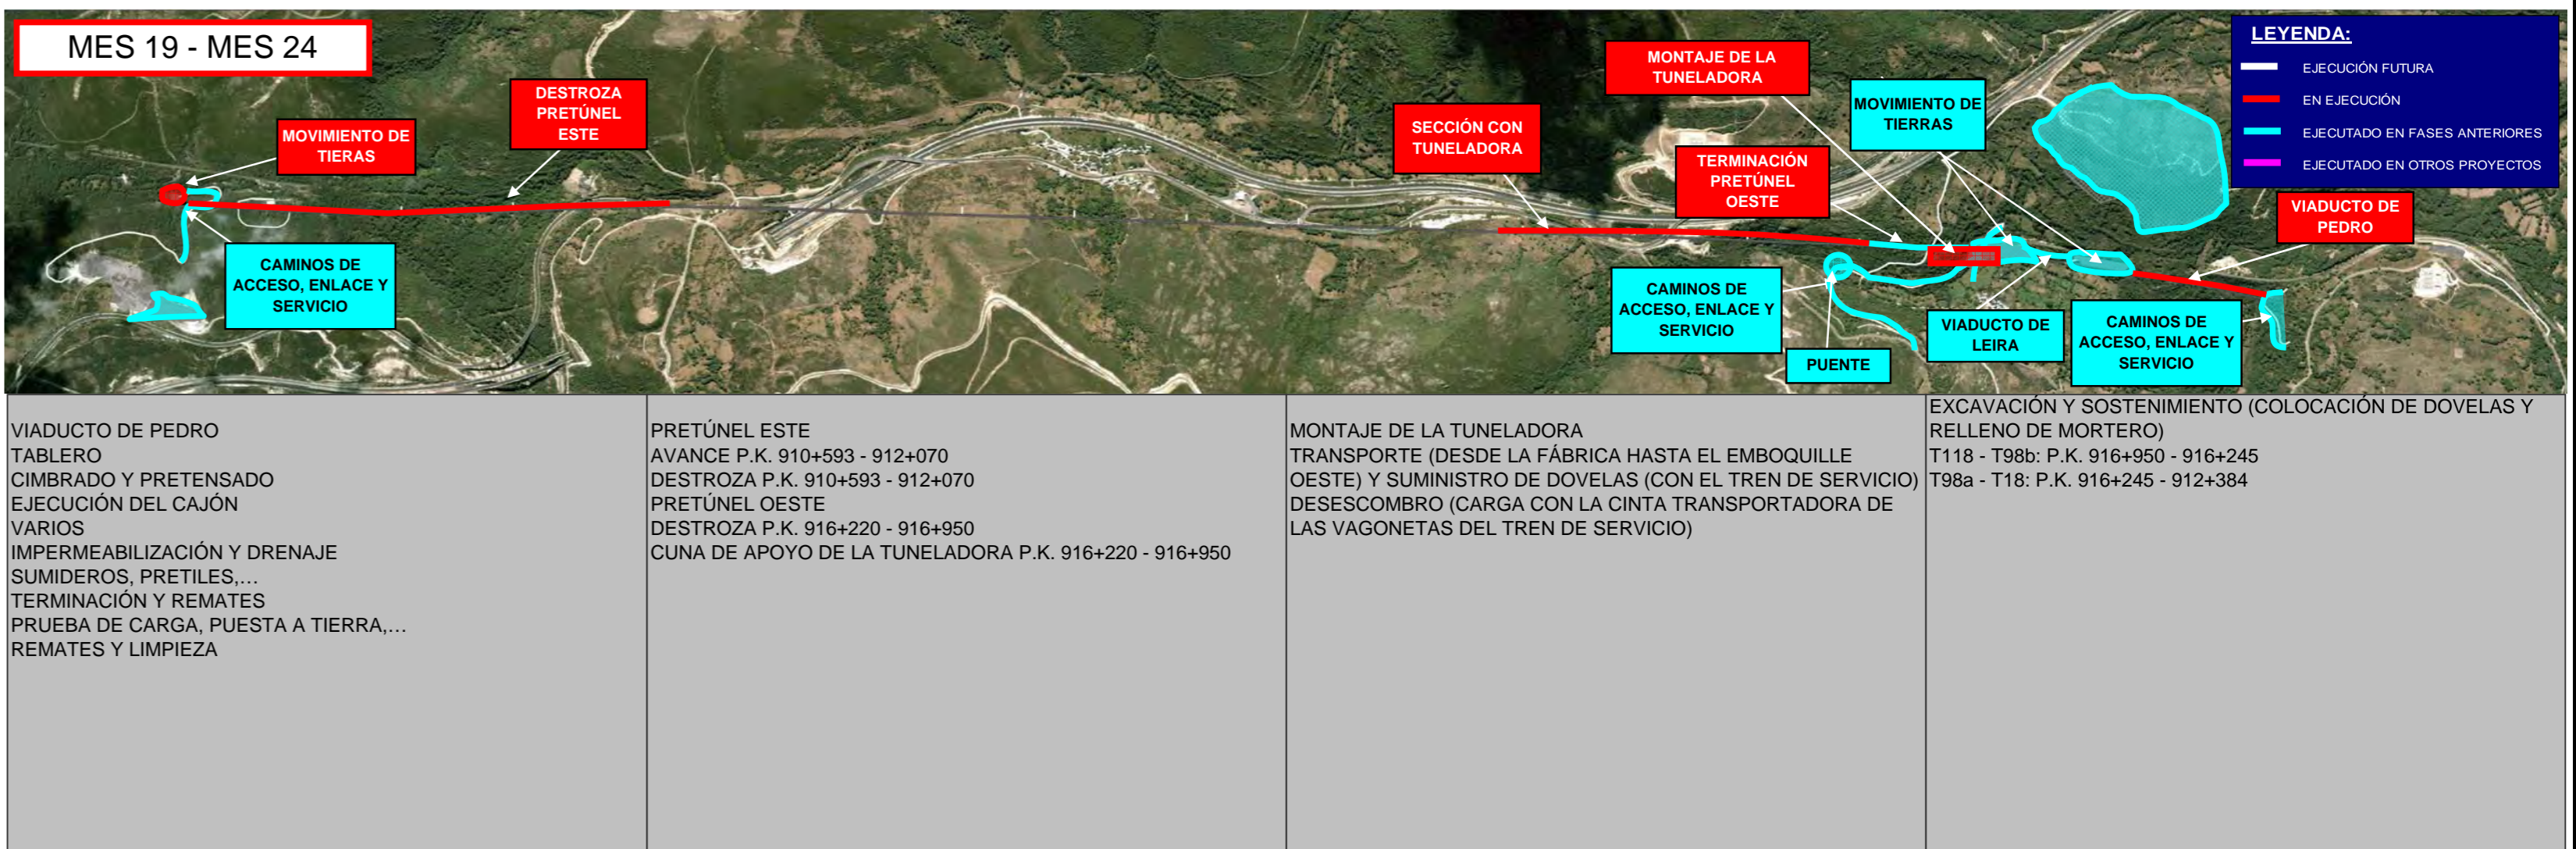 MES 19 - MES 24
DESTROZA
PRETÚNEL
ESTE
MOVIMIENTO DE
TIERAS
CAMINOS DE
ACCESO, ENLACE Y
SERVICIO
SECCIÓN CON
TUNELADORA
MONTAJE DE LA
TUNELADORA
TERMINACIÓN
PRETÚNEL
OESTE
MOVIMIENTO DE
TIERRAS
CAMINOS DE
ACCESO, ENLACE Y
SERVICIO
PUENTE
VIADUCTO DE
LEIRA
CAMINOS DE
ACCESO, ENLACE Y
SERVICIO
VIADUCTO DE
PEDRO
LEYENDA:
EJECUCIÓN FUTURA
EN EJECUCIÓN
EJECUTADO EN FASES ANTERIORES
EJECUTADO EN OTROS PROYECTOS
VIADUCTO DE PEDRO
TABLERO
CIMBRADO Y PRETENSADO
EJECUCIÓN DEL CAJÓN
VARIOS
IMPERMEABILIZACIÓN Y DRENAJE
SUMIDEROS, PRETILES,...
TERMINACIÓN Y REMATES
PRUEBA DE CARGA, PUESTA A TIERRA,...
REMATES Y LIMPIEZA
PRETÚNEL ESTE
AVANCE P.K. 910+593 - 912+070
DESTROZA P.K. 910+593 - 912+070
PRETÚNEL OESTE
DESTROZA P.K. 916+220 - 916+950
CUNA DE APOYO DE LA TUNELADORA P.K. 916+220 - 916+950
MONTAJE DE LA TUNELADORA
TRANSPORTE (DESDE LA FÁBRICA HASTA EL EMBOQUILLE
OESTE) Y SUMINISTRO DE DOVELAS (CON EL TREN DE SERVICIO)
DESESCOMBRO (CARGA CON LA CINTA TRANSPORTADORA DE
LAS VAGONETAS DEL TREN DE SERVICIO)
EXCAVACIÓN Y SOSTENIMIENTO (COLOCACIÓN DE DOVELAS Y
RELLENO DE MORTERO)
T118 - T98b: P.K. 916+950 - 916+245
T98a - T18: P.K. 916+245 - 912+384